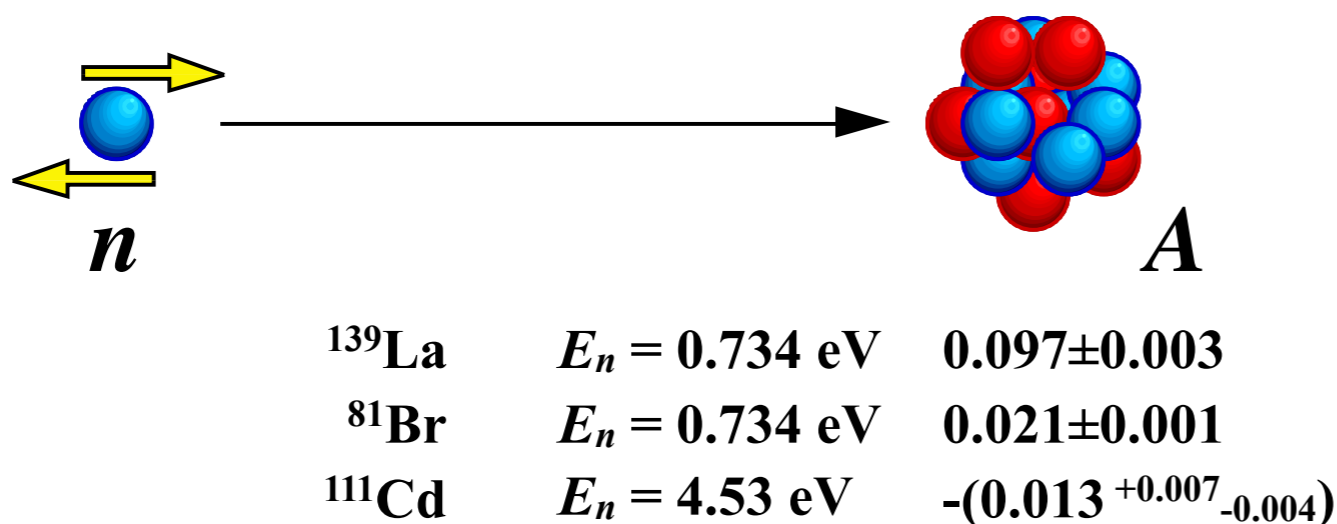 n
A
¹³⁹La Eₙ = 0.734 eV 0.097±0.003
⁸¹Br Eₙ = 0.734 eV 0.021±0.001
¹¹¹Cd Eₙ = 4.53 eV -(0.013 ⁺⁰·⁰⁰⁷₋₀.₀₀₄)